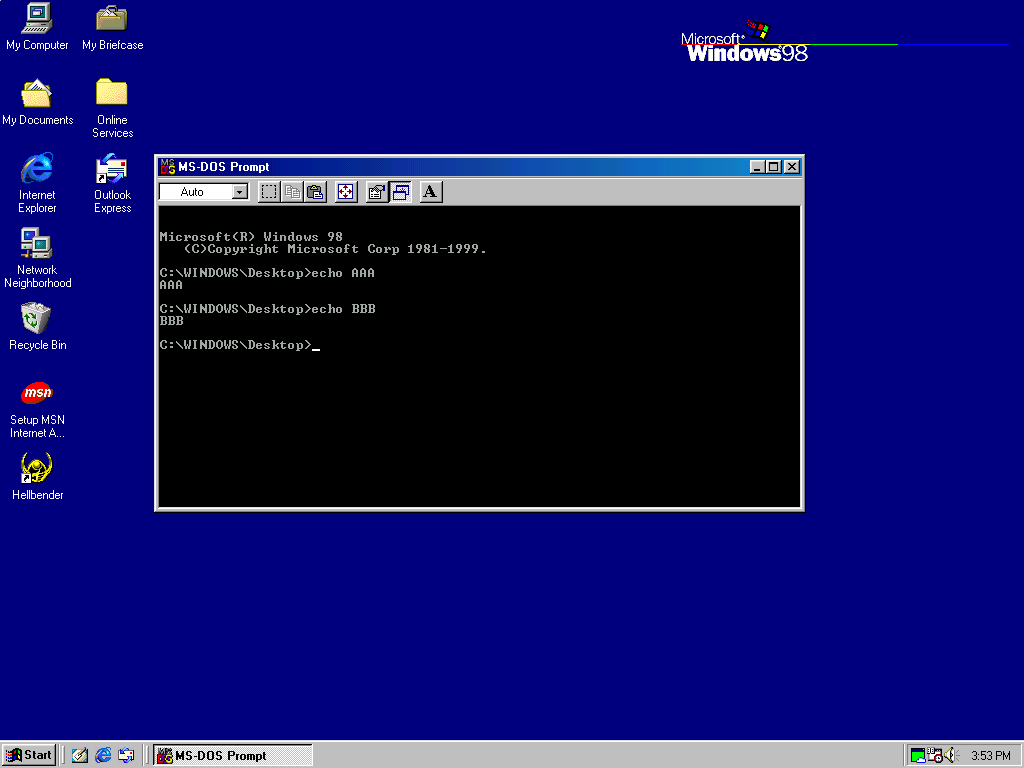 My Computer
My Briefcase
Microsoft®
Windows 98
My Documents
Online
Services
Internet
Explorer
Outlook
Express
Network
Neighborhood
Recycle Bin
msn
Setup MSN
Internet A...
Hellbender
MS-DOS Prompt
Auto
A
Microsoft(R) Windows 98
(C)Copyright Microsoft Corp 1981-1999.
C:\WINDOWS\Desktop>echo AAA
AAA
C:\WINDOWS\Desktop>echo BBB
BBB
C:\WINDOWS\Desktop>_
Start
MS-DOS Prompt
3:53 PM